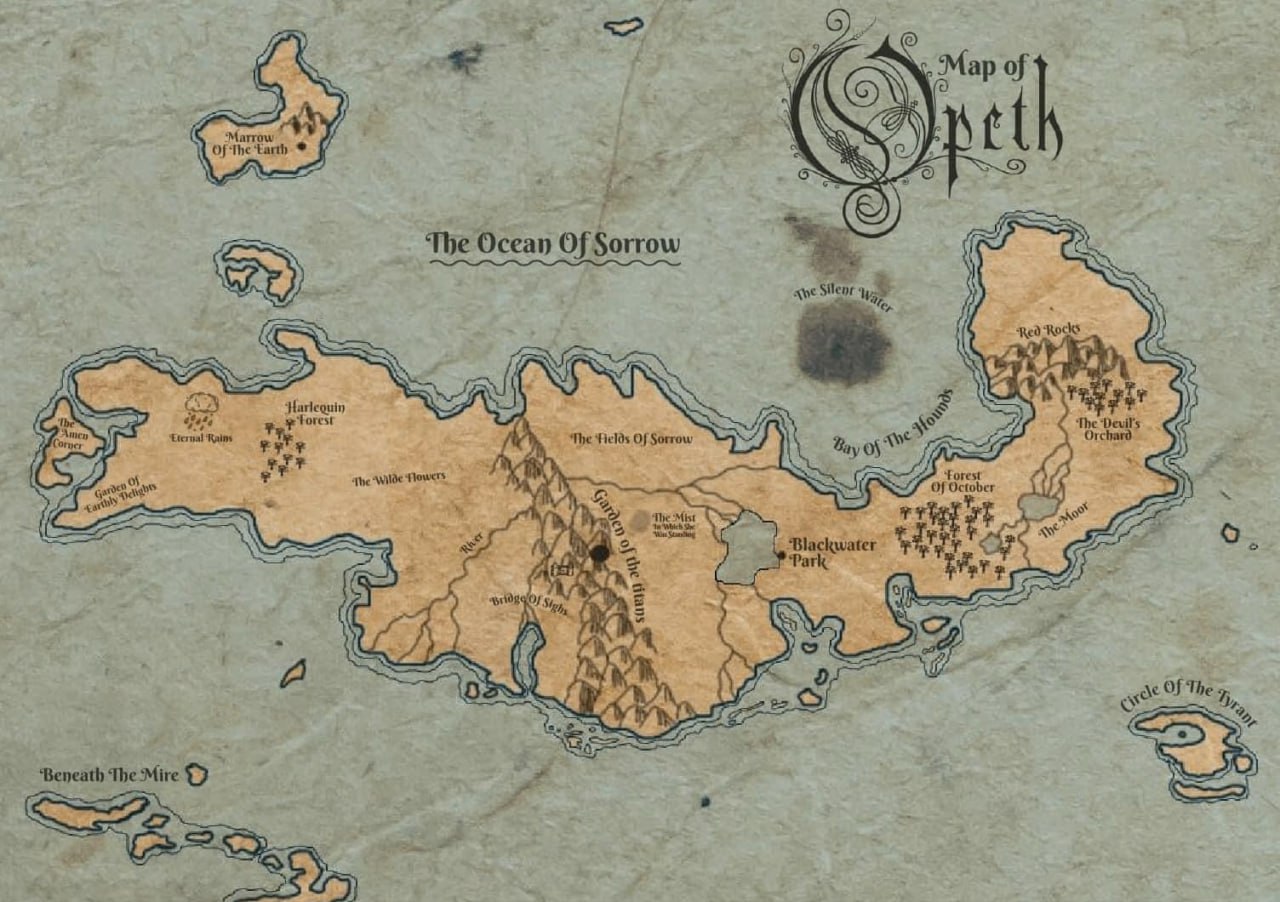 Map of
Opeth
Marrow
Of The Earth
The Ocean Of Sorrow
The Silent Water
Red Rocks
The Devil's
Orchard
Bay Of The Hounds
Harlequin
Forest
Eternal Rains
The
Amen
Corner
Garden Of
Earthly Delights
The Wilde Flowers
The Fields Of Sorrow
Forest
Of October
The Moor
Garden of the titans
The Mist
In Which She
Was Standing
Blackwater
Park
River
Bridge Of Sighs
Circle Of The Tyrant
Beneath The Mire